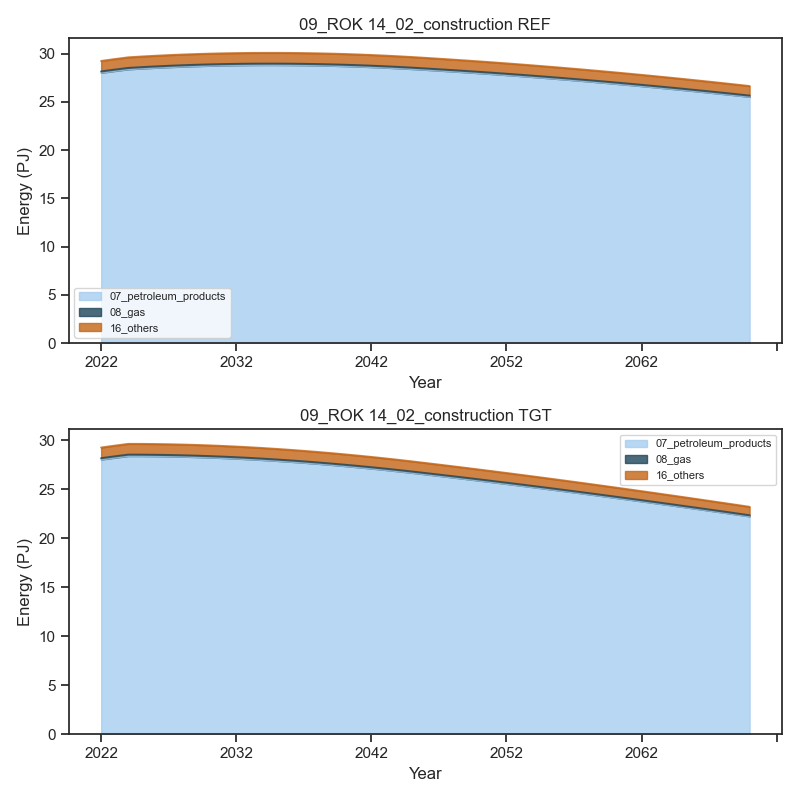 09_ROK 14_02_construction REF
30
25
20
15
10
5
0
Energy (PJ)
07_petroleum_products
08_gas
16_others
2022 2032 2042 2052 2062
Year
09_ROK 14_02_construction TGT
30
25
20
15
10
5
0
Energy (PJ)
07_petroleum_products
08_gas
16_others
2022 2032 2042 2052 2062
Year